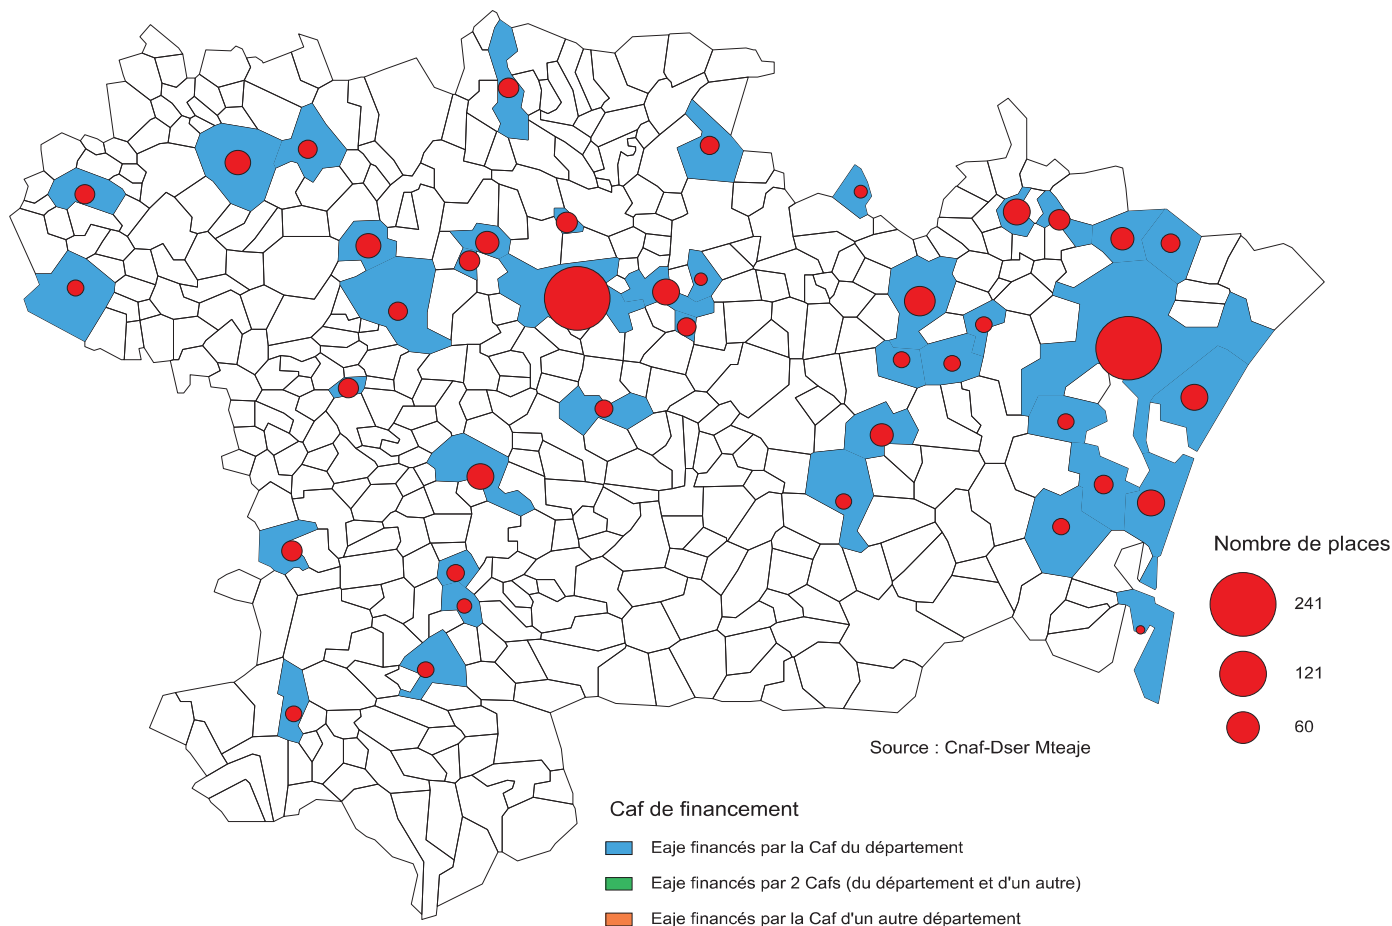 Nombre de places
241
121
60
Source : Cnaf-Dser Mteaje
Caf de financement
Eaje financés par la Caf du département
Eaje financés par 2 Cafs (du département et d'un autre)
Eaje financés par la Caf d'un autre département